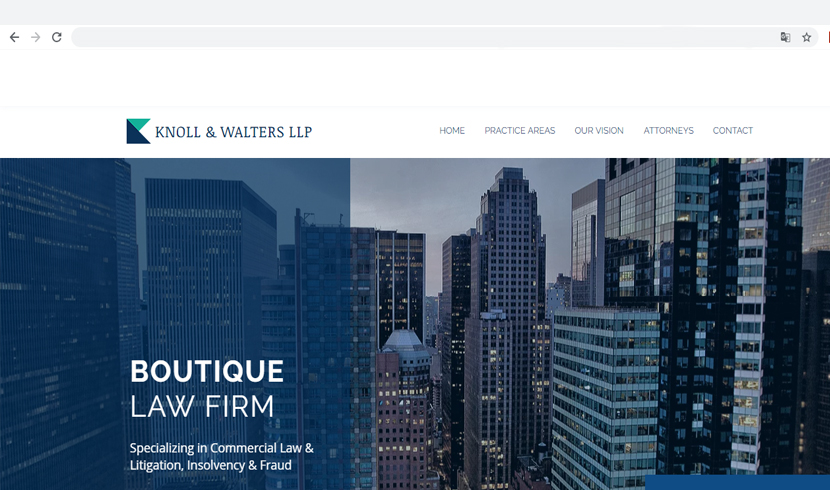 KNOLL & WALTERS LLP
HOME PRACTICE AREAS OUR VISION ATTORNEYS CONTACT
BOUTIQUE
LAW FIRM
Specializing in Commercial Law &
Litigation, Insolvency & Fraud